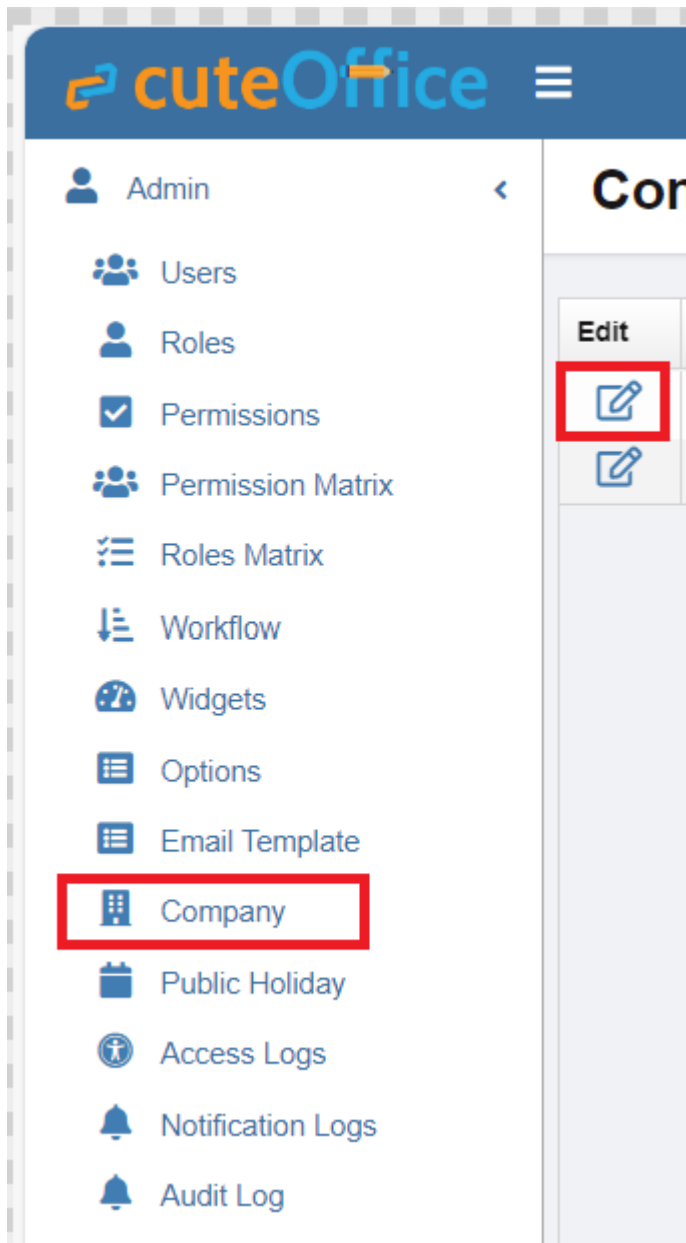 cuteOffice
Admin
Con
Users
Edit
Roles
Permissions
Permission Matrix
Roles Matrix
Workflow
Widgets
Options
Email Template
Company
Public Holiday
Access Logs
Notification Logs
Audit Log